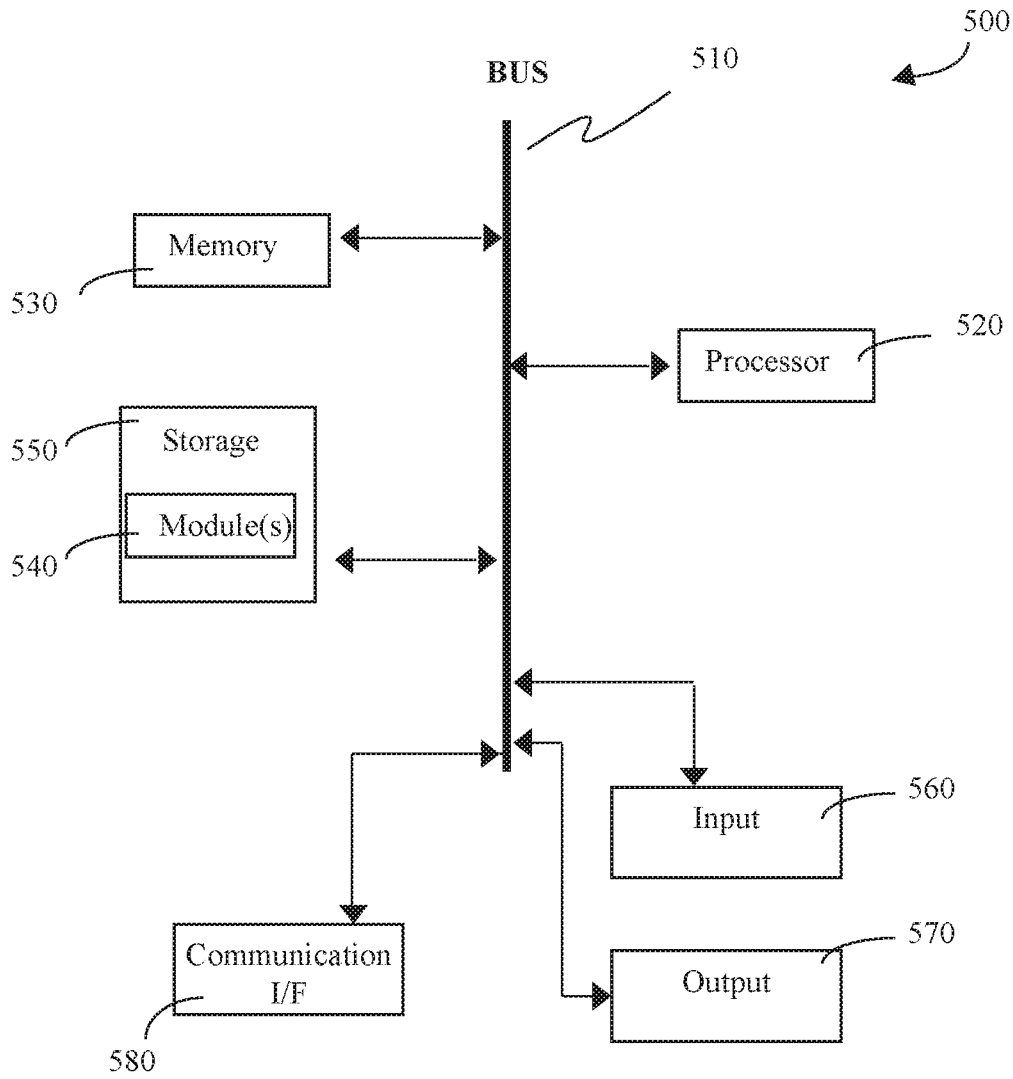 500
BUS
510
Memory
530
520
Processor
550
Storage
Module(s)
540
560
Input
570
Output
Communication
I/F
580